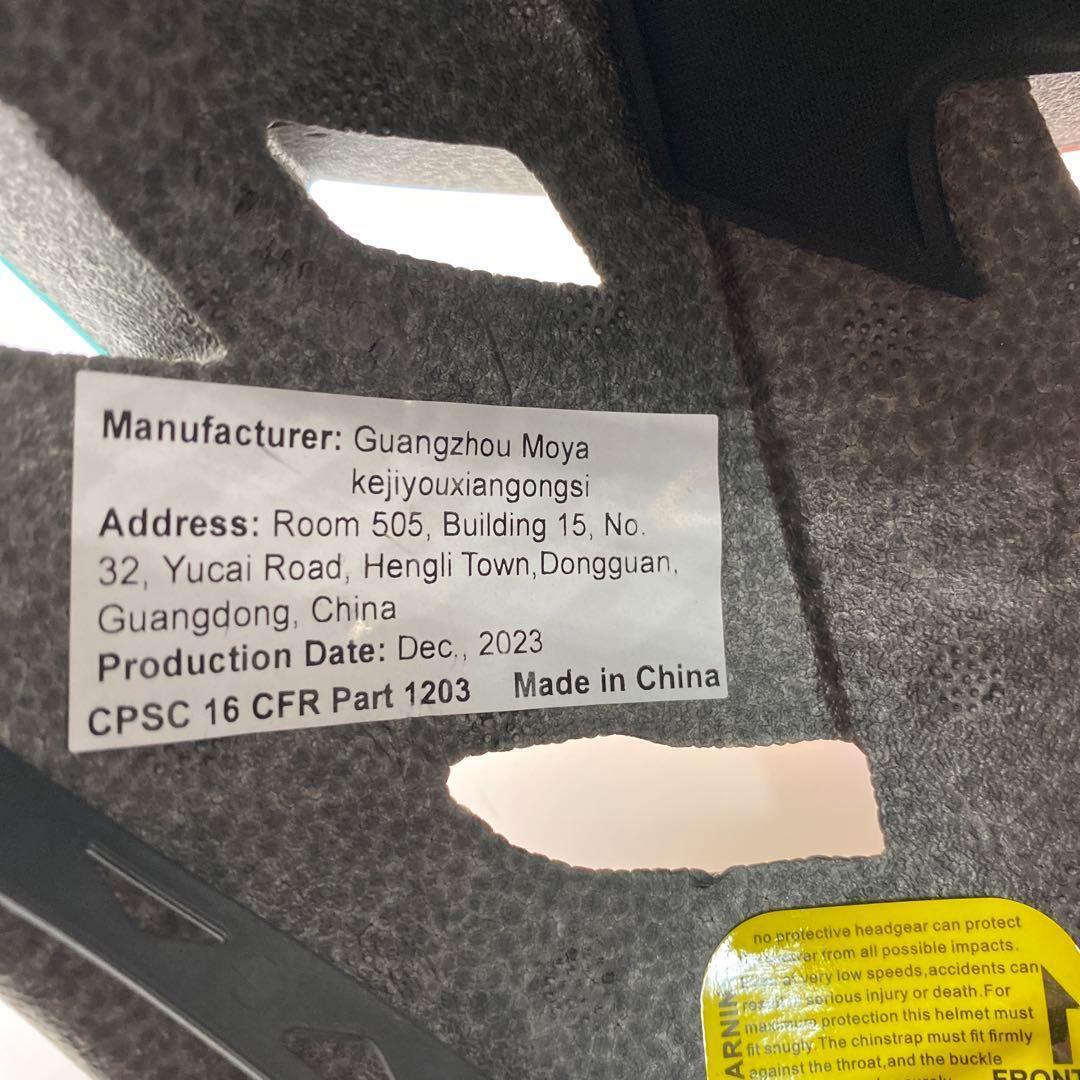 Manufacturer: Guangzhou Moya
kejiyouxiangongsi
Address: Room 505, Building 15, No.
32, Yucai Road, Hengli Town,Dongguan,
Guangdong, China
Production Date: Dec., 2023
CPSC 16 CFR Part 1203 Made in China
no protective headgear can protect
from all possible impacts.
very low speeds,accidents can
serious injury or death.For
maximum protection this helmet must
fit snugly.The chinstrap must fit firmly
against the throat,and the buckle
FRONT